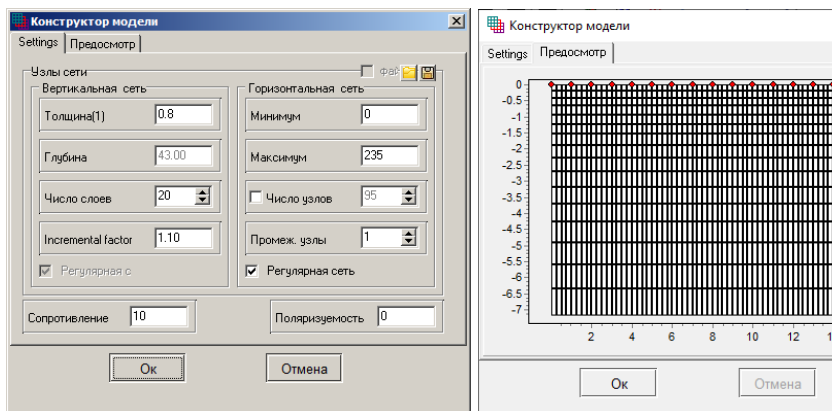 Конструктор модели
Settings Предосмотр
Узлы сети
Вертикальная сеть
Толщина(1) 0.8
Глубина 43.00
Число слоев 20
Incremental factor 1.10
Регулярная с
Горизонтальная сеть
Минимум 0
Максимум 235
Число узлов 95
Промеж. узлы 1
Регулярная сеть
Сопротивление 10
Поляризуемость 0
Ок Отмена
Конструктор модели
Settings Предосмотр
0
-0.5
-1
-1.5
-2
-2.5
-3
-3.5
-4
-4.5
-5
-5.5
-6
-6.5
-7
2 4 6 8 10 12
Ок Отмена